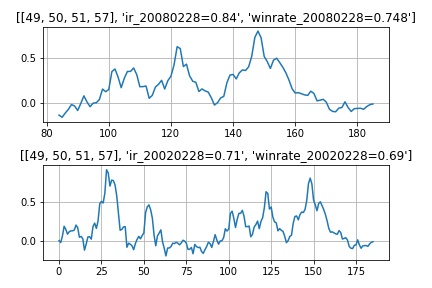 [[49, 50, 51, 57], 'ir_20080228=0.84', 'winrate_20080228=0.748']
0.5
0.0
80 100 120 140 160 180
[[49, 50, 51, 57], 'ir_20020228=0.71', 'winrate_20020228=0.69']
0.5
0.0
0 25 50 75 100 125 150 175